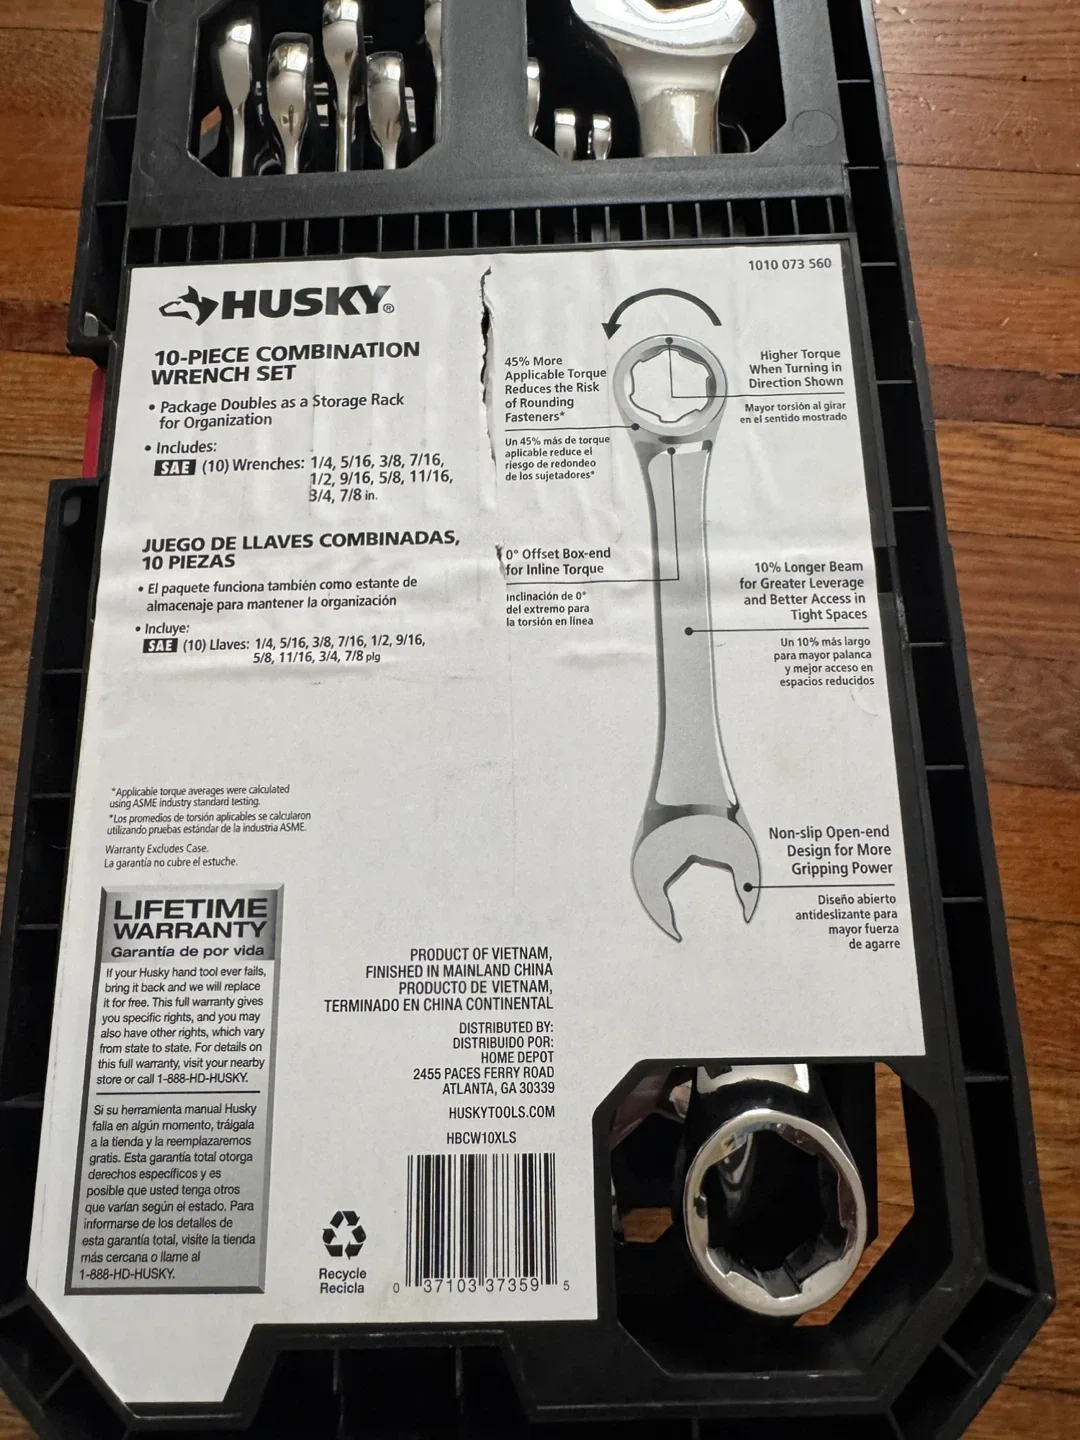 1010 073 560
HUSKY®
10-PIECE COMBINATION
WRENCH SET
• Package Doubles as a Storage Rack
for Organization
• Includes:
SAE (10) Wrenches: 1/4, 5/16, 3/8, 7/16,
1/2, 9/16, 5/8, 11/16,
3/4, 7/8 in.
JUEGO DE LLAVES COMBINADAS,
10 PIEZAS
• El paquete funciona también como estante de
almacenaje para mantener la organización
• Incluye:
SAE (10) Llaves: 1/4, 5/16, 3/8, 7/16, 1/2, 9/16,
5/8, 11/16, 3/4, 7/8 plg
45% More
Applicable Torque
Reduces the Risk
of Rounding
Fasteners*
Un 45% más de torque
aplicable reduce el
riesgo de redondeo
de los sujetadores*
Higher Torque
When Turning in
Direction Shown
Mayor torsión al girar
en el sentido mostrado
0° Offset Box-end
for Inline Torque
Inclinación de 0°
del extremo para
la torsión en línea
10% Longer Beam
for Greater Leverage
and Better Access in
Tight Spaces
Un 10% más largo
para mayor palanca
y mejor acceso en
espacios reducidos
Non-slip Open-end
Design for More
Gripping Power
Diseño abierto
antideslizante para
mayor fuerza
de agarre
*Applicable torque averages were calculated
using ASME industry standard testing.
*Los promedios de torsión aplicables se calcularon
utilizando pruebas estándar de la industria ASME.
Warranty Excludes Case.
La garantía no cubre el estuche.
LIFETIME
WARRANTY
Garantía de por vida
If your Husky hand tool ever fails,
bring it back and we will replace
it for free. This full warranty gives
you specific rights, and you may
also have other rights, which vary
from state to state. For details on
this full warranty, visit your nearby
store or call 1-888-HD-HUSKY.
Si su herramienta manual Husky
falla en algún momento, tráigala
a la tienda y la reemplazaremos
gratis. Esta garantía total otorga
derechos específicos y es
posible que usted tenga otros
que varían según el estado. Para
informarse de los detalles de
esta garantía total, visite la tienda
más cercana o llame al
1-888-HD-HUSKY.
PRODUCT OF VIETNAM,
FINISHED IN MAINLAND CHINA
PRODUCTO DE VIETNAM,
TERMINADO EN CHINA CONTINENTAL
DISTRIBUTED BY:
DISTRIBUIDO POR:
HOME DEPOT
2455 PACES FERRY ROAD
ATLANTA, GA 30339
HUSKYTOOLS.COM
HBCW10XLS
Recycle
Recicla
0 37103 37359 5